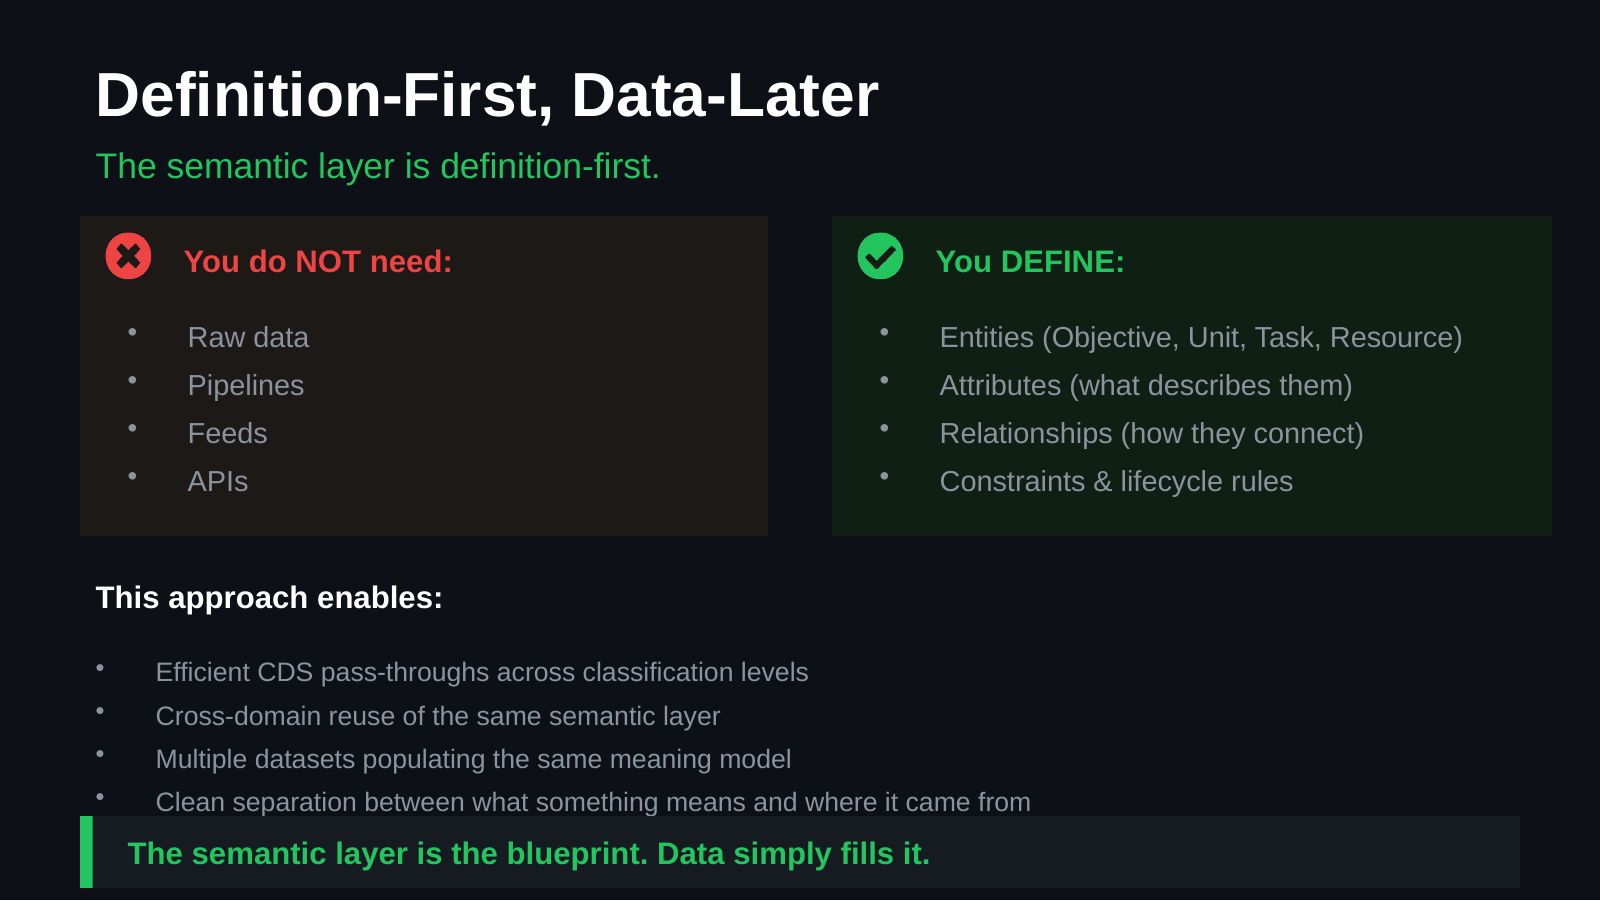 Definition-First, Data-Later
The semantic layer is definition-first.
You do NOT need:
• Raw data
• Pipelines
• Feeds
• APIs
You DEFINE:
• Entities (Objective, Unit, Task, Resource)
• Attributes (what describes them)
• Relationships (how they connect)
• Constraints & lifecycle rules
This approach enables:
• Efficient CDS pass-throughs across classification levels
• Cross-domain reuse of the same semantic layer
• Multiple datasets populating the same meaning model
• Clean separation between what something means and where it came from
The semantic layer is the blueprint. Data simply fills it.